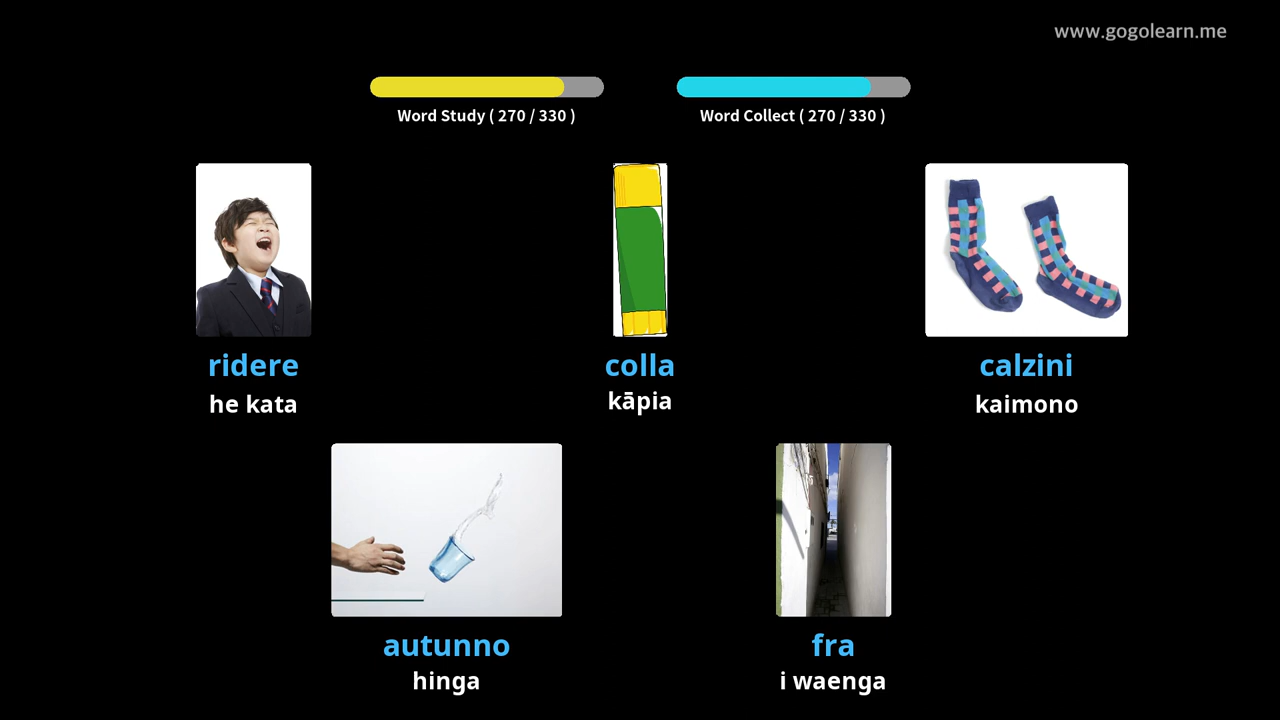 www.gogolearn.me
Word Study ( 270 / 330 )
Word Collect ( 270 / 330 )
ridere
he kata
colla
kāpia
calzini
kaimono
autunno
hinga
fra
i waenga